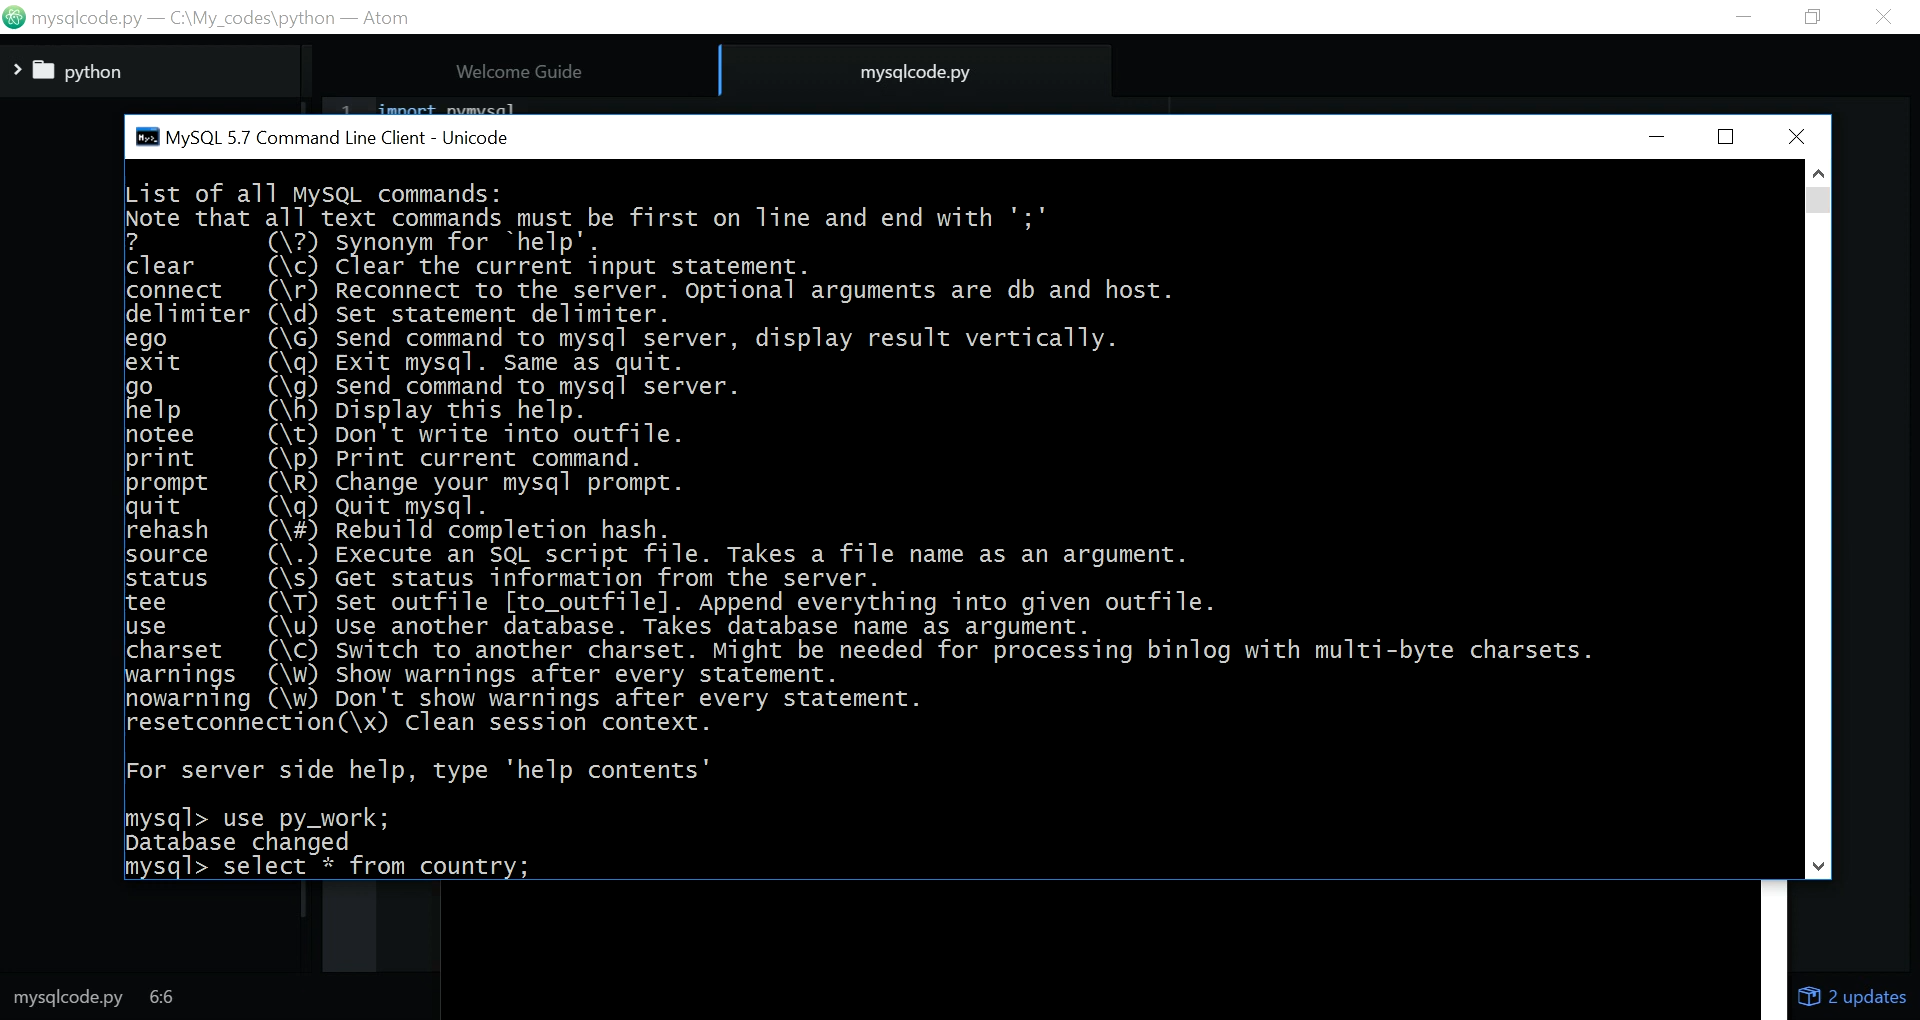 mysqlcode.py — C:\My_codes\python — Atom
python
Welcome Guide
mysqlcode.py
1 import pymysql
MySQL 5.7 Command Line Client - Unicode
List of all MySQL commands:
Note that all text commands must be first on line and end with ';'
? (\?) Synonym for `help'.
clear (\c) Clear the current input statement.
connect (\r) Reconnect to the server. Optional arguments are db and host.
delimiter (\d) Set statement delimiter.
ego (\G) Send command to mysql server, display result vertically.
exit (\q) Exit mysql. Same as quit.
go (\g) Send command to mysql server.
help (\h) Display this help.
notee (\t) Don't write into outfile.
print (\p) Print current command.
prompt (\R) Change your mysql prompt.
quit (\q) Quit mysql.
rehash (\#) Rebuild completion hash.
source (\.) Execute an SQL script file. Takes a file name as an argument.
status (\s) Get status information from the server.
tee (\T) Set outfile [to_outfile]. Append everything into given outfile.
use (\u) Use another database. Takes database name as argument.
charset (\C) Switch to another charset. Might be needed for processing binlog with multi-byte charsets.
warnings (\W) Show warnings after every statement.
nowarning (\w) Don't show warnings after every statement.
resetconnection(\x) Clean session context.
For server side help, type 'help contents'
mysql> use py_work;
Database changed
mysql> select * from country;
mysqlcode.py 6:6
2 updates